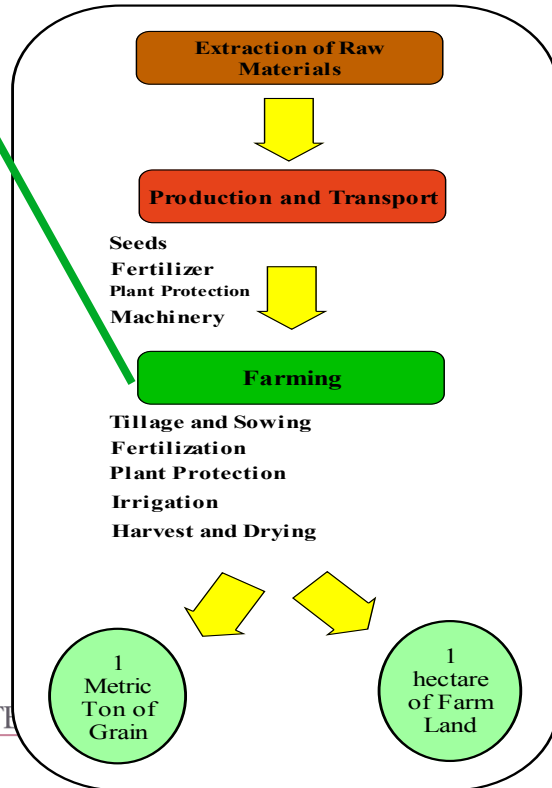 Extraction of Raw
Materials
Production and Transport
Seeds
Fertilizer
Plant Protection
Machinery
Farming
Tillage and Sowing
Fertilization
Plant Protection
Irrigation
Harvest and Drying
1
Metric
Ton of
Grain
1
hectare
of Farm
Land